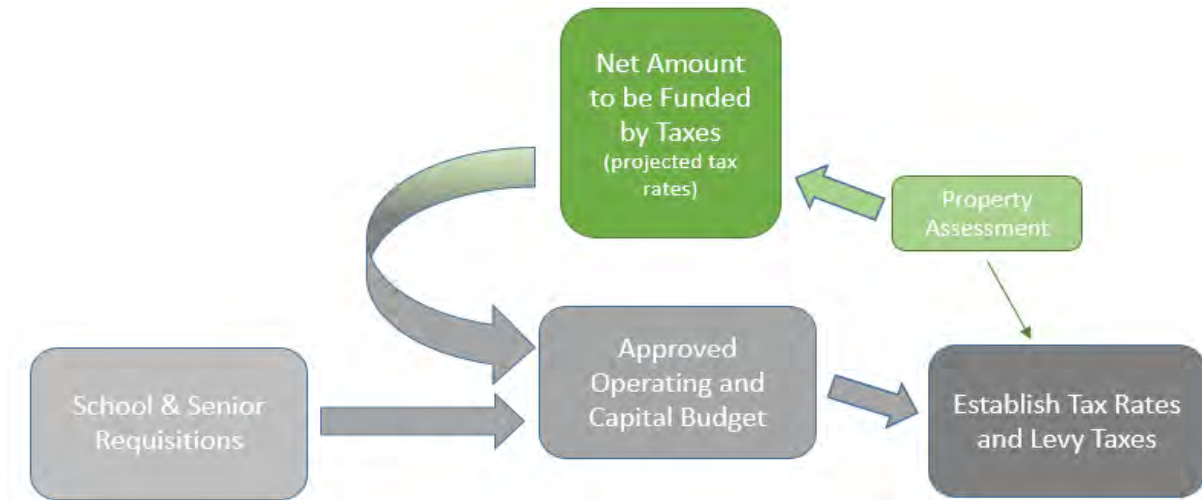 Net Amount
to be Funded
by Taxes
(projected tax
rates)
Property
Assessment
School & Senior
Requisitions
Approved
Operating and
Capital Budget
Establish Tax Rates
and Levy Taxes